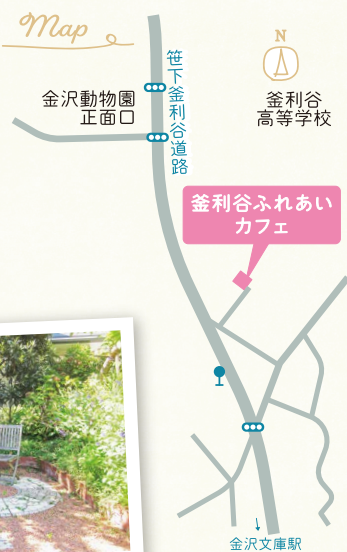 Map
N
金沢動物園
正面口
笹下釜利谷道路
釜利谷
高等学校
釜利谷ふれあい
カフェ
金沢文庫駅